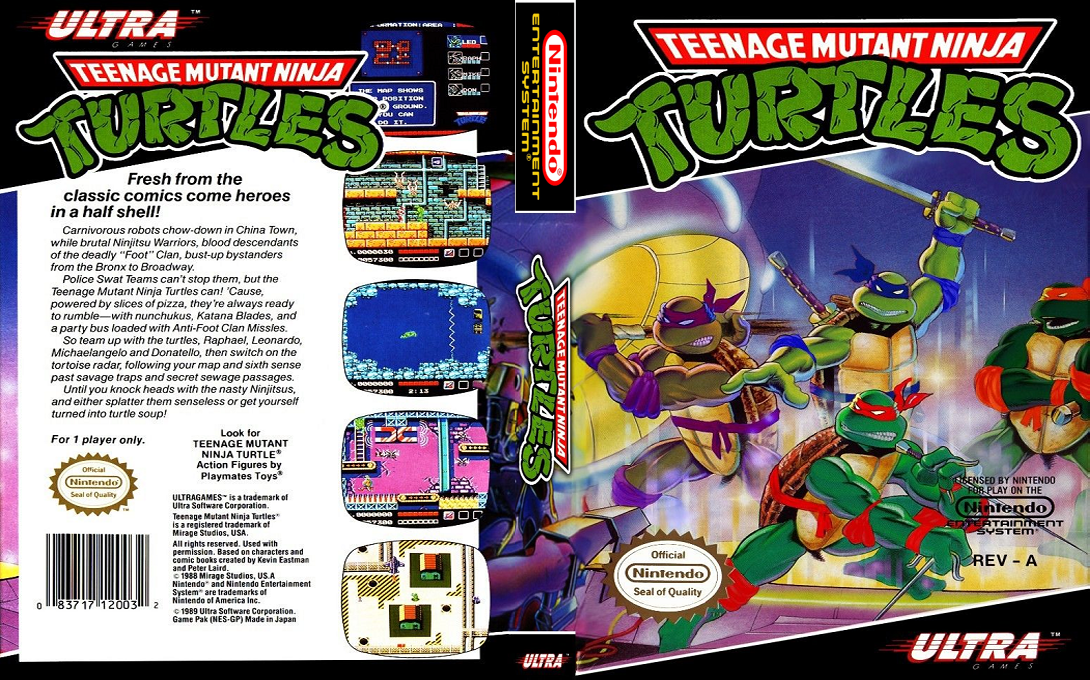 ULTRA™
GAMES
TEENAGE MUTANT NINJA
TURTLES
Fresh from the
classic comics come heroes
in a half shell!
Carnivorous robots chow-down in China Town,
while brutal Ninjitsu Warriors, blood descendants
of the deadly "Foot" Clan, bust-up bystanders
from the Bronx to Broadway.
Police Swat Teams can't stop them, but the
Teenage Mutant Ninja Turtles can! 'Cause,
powered by slices of pizza, they're always ready
to rumble—with nunchukus, Katana Blades, and
a party bus loaded with Anti-Foot Clan Missles.
So team up with the turtles, Raphael, Leonardo,
Michaelangelo and Donatello, then switch on the
tortoise radar, following your map and sixth sense
past savage traps and secret sewage passages.
Until you knock heads with the nasty Ninjitsus,
and either splatter them senseless or get yourself
turned into turtle soup!
For 1 player only.
Official
Nintendo
Seal of Quality
™
Look for
TEENAGE MUTANT
NINJA TURTLE®
Action Figures by
Playmates Toys®
ULTRAGAMES™ is a trademark of
Ultra Software Corporation.
Teenage Mutant Ninja Turtles®
is a registered trademark of
Mirage Studios, USA.
All rights reserved. Used with
permission. Based on characters and
comic books created by Kevin Eastman
and Peter Laird.
© 1988 Mirage Studios, U.S.A
Nintendo® and Nintendo Entertainment
System® are trademarks of
Nintendo of America Inc.
© 1989 Ultra Software Corporation.
Game Pak (NES-GP) Made in Japan
0 83717 12003 2
ORMATION:AREA
LEO
DON
THE MAP SHOWS
POSITION
GROUND.
YOU CAN
DO IT.
2:13
Nintendo®
ENTERTAINMENT
SYSTEM®
TEENAGE MUTANT NINJA
TURTLES
ULTRA
TEENAGE MUTANT NINJA
TURTLES
LICENSED BY NINTENDO
FOR PLAY ON THE
Nintendo
ENTERTAINMENT
SYSTEM
REV-A
Official
Nintendo
Seal of Quality
ULTRA™
GAMES